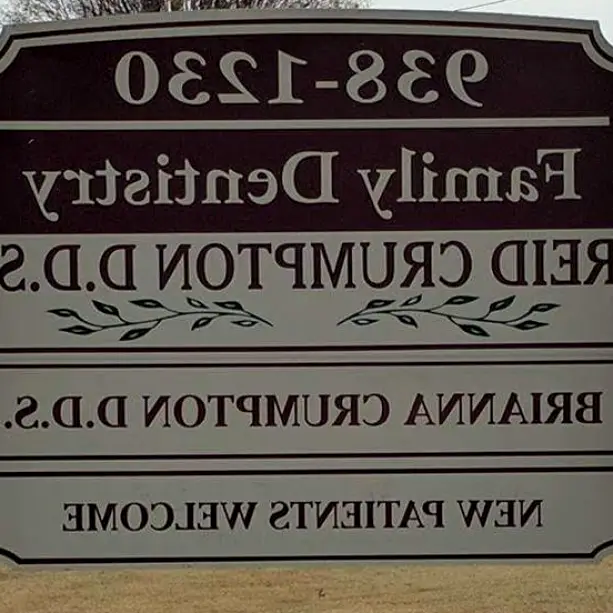 938-1230
Family Dentistry
REID CRUMPTON D.D.S
BRIANNA CRUMPTON D.D.S.
NEW PATIENTS WELCOME